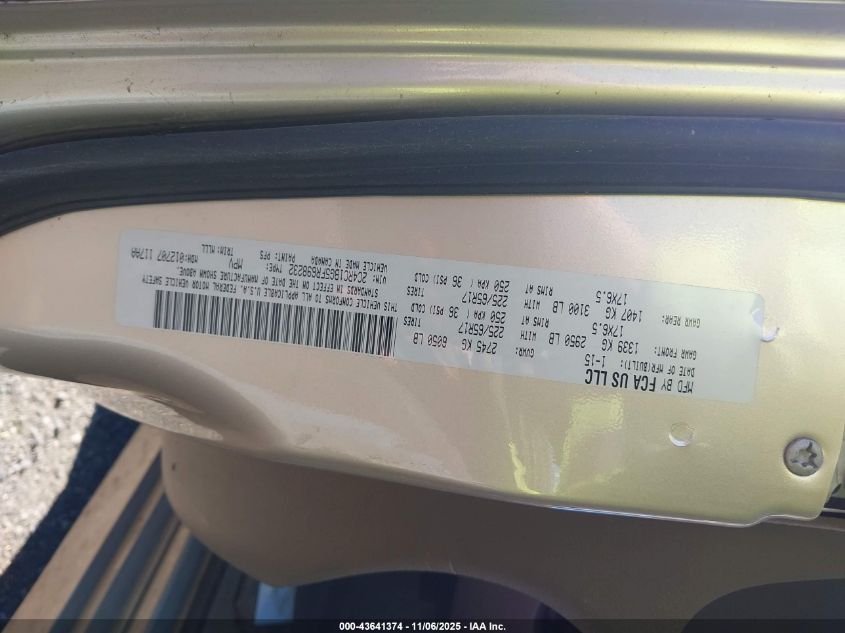 MFD BY FCA US LLC
DATE OF MFR(BUILT): 1-15
GVWR: 2745 KG 6050 LB
GAWR FRONT: 1339 KG 2950 LB WITH 225/65R17 TIRES
17X6.5 RIMS AT 250 KPA ( 36 PSI) COLD
GAWR REAR: 1407 KG 3100 LB WITH 225/65R17 TIRES
17X6.5 RIMS AT 250 KPA ( 36 PSI) COLD
THIS VEHICLE CONFORMS TO ALL APPLICABLE U.S.A. FEDERAL MOTOR VEHICLE SAFETY
STANDARDS IN EFFECT ON THE DATE OF MANUFACTURE SHOWN ABOVE.
VIN: 2C4RC1BG5FR698232 TYPE: MPV MDH:012707 117AA
VEHICLE MADE IN CANADA PAINT: PFS TRIM:MLLL
000-43641374 - 11/06/2025 - IAA Inc.